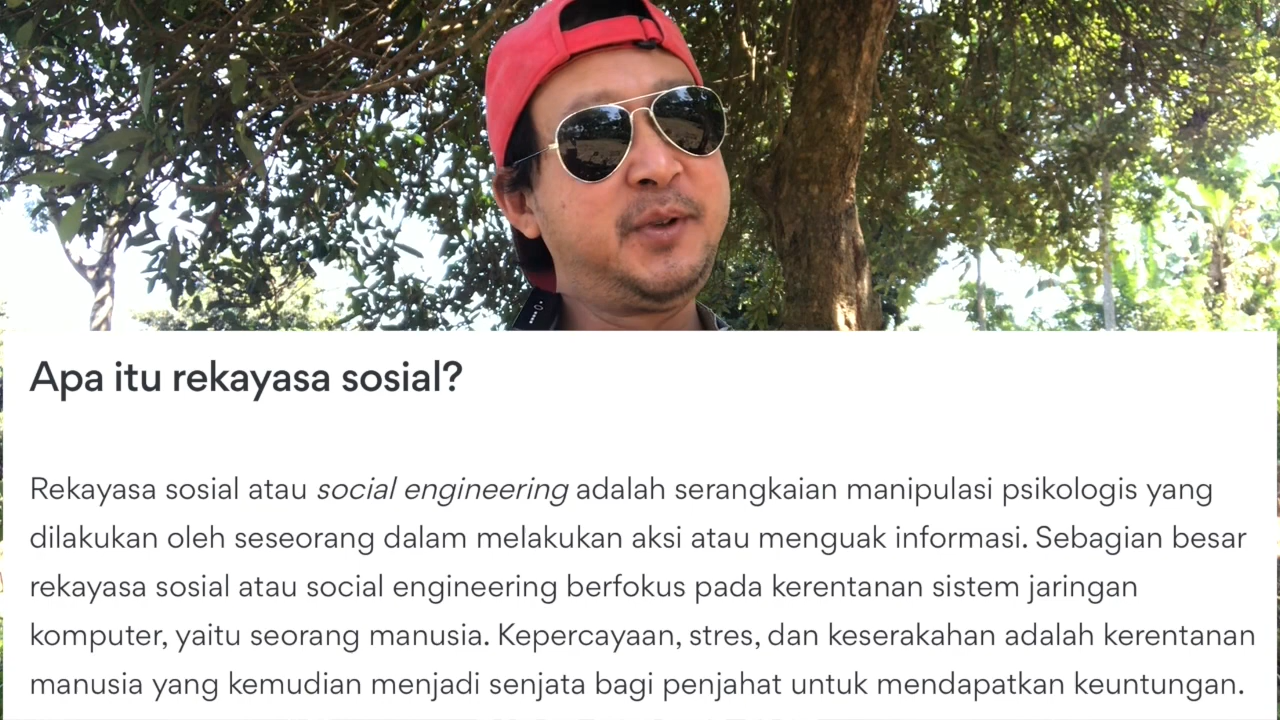 Apa itu rekayasa sosial?
Rekayasa sosial atau social engineering adalah serangkaian manipulasi psikologis yang
dilakukan oleh seseorang dalam melakukan aksi atau menguak informasi. Sebagian besar
rekayasa sosial atau social engineering berfokus pada kerentanan sistem jaringan
komputer, yaitu seorang manusia. Kepercayaan, stres, dan keserakahan adalah kerentanan
manusia yang kemudian menjadi senjata bagi penjahat untuk mendapatkan keuntungan.